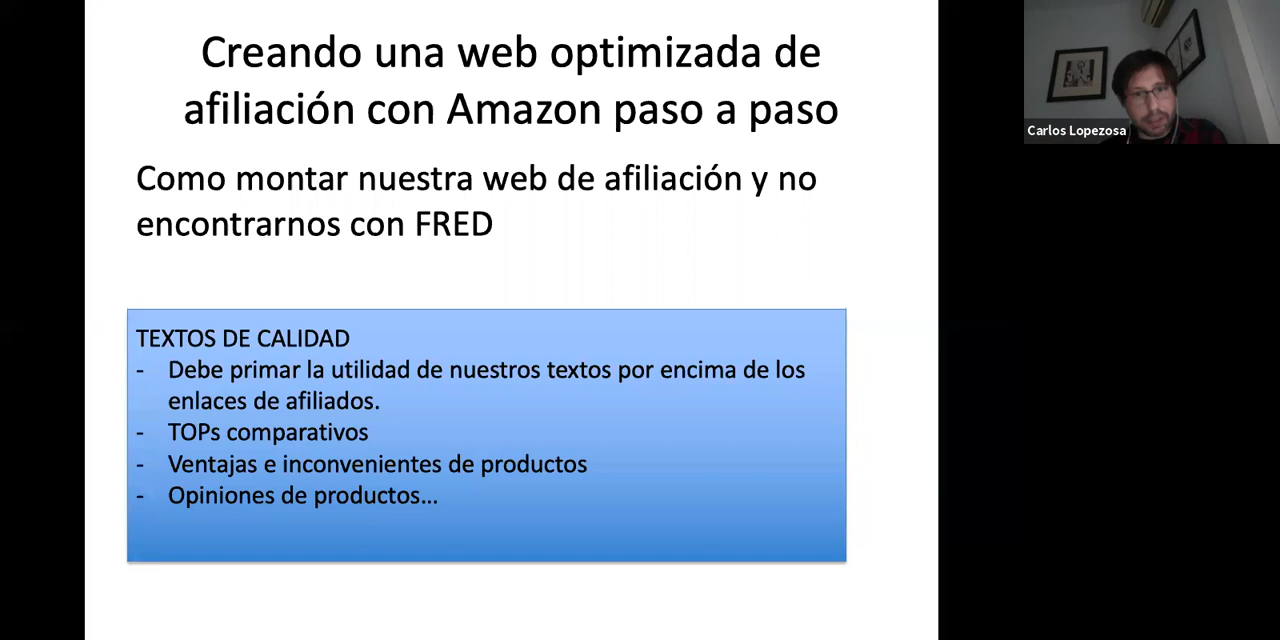 Creando una web optimizada de
afiliación con Amazon paso a paso
Como montar nuestra web de afiliación y no
encontrarnos con FRED
TEXTOS DE CALIDAD
- Debe primar la utilidad de nuestros textos por encima de los
enlaces de afiliados.
- TOPs comparativos
- Ventajas e inconvenientes de productos
- Opiniones de productos...
Carlos Lopezosa